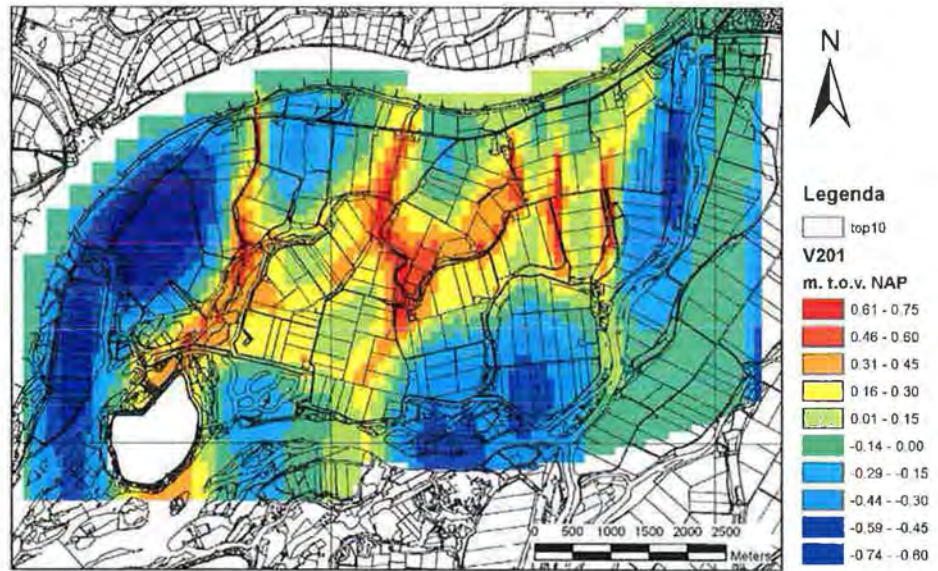 N
Legenda
top10
V201
m. t.o.v. NAP
0.61 - 0.75
0.46 - 0.60
0.31 - 0.45
0.16 - 0.30
0.01 - 0.15
-0.14 - 0.00
-0.29 - -0.15
-0.44 - -0.30
-0.59 - -0.45
-0.74 - -0.60
0 250 500 1000 1500 2000 2500
Meters